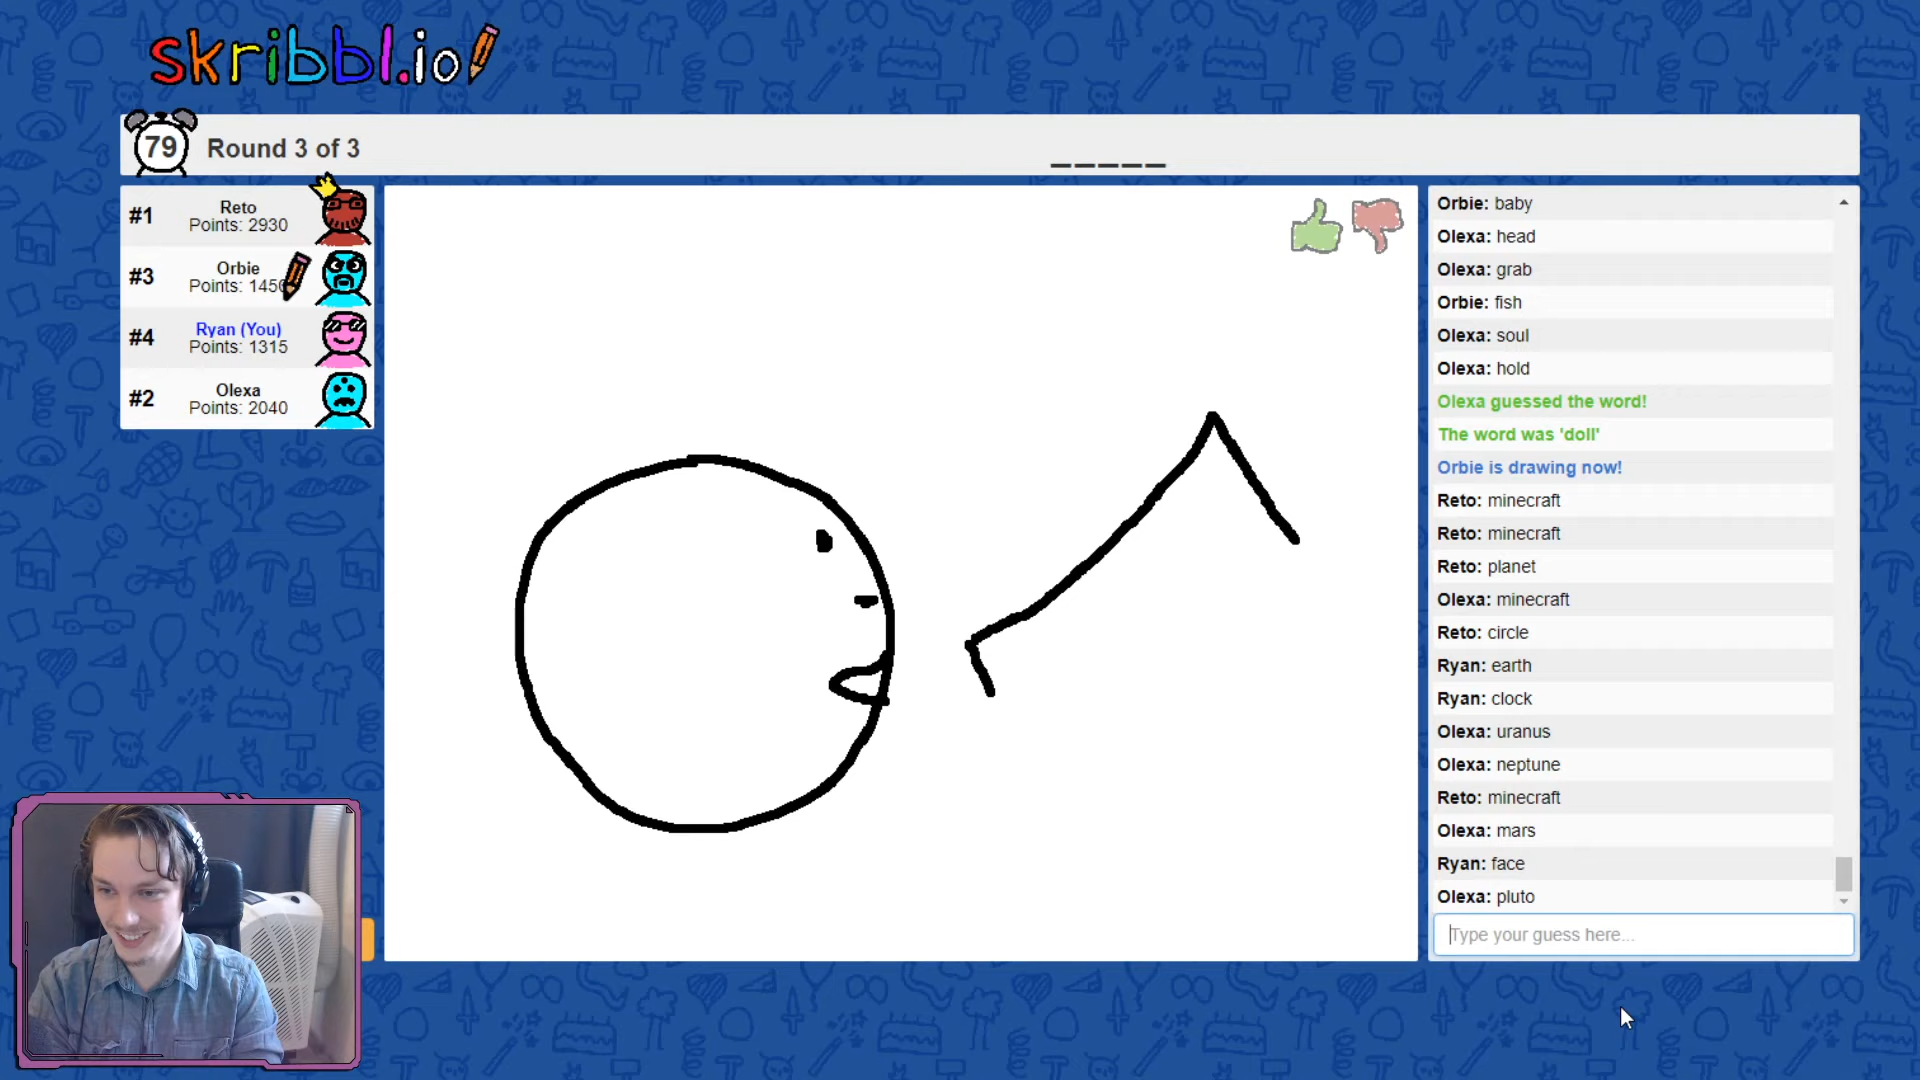 skribbl.io
79
Round 3 of 3
_____
#1
Reto
Points: 2930
#3
Orbie
Points: 1450
#4
Ryan (You)
Points: 1315
#2
Olexa
Points: 2040
Orbie: baby
Olexa: head
Olexa: grab
Orbie: fish
Olexa: soul
Olexa: hold
Olexa guessed the word!
The word was 'doll'
Orbie is drawing now!
Reto: minecraft
Reto: minecraft
Reto: planet
Olexa: minecraft
Reto: circle
Ryan: earth
Ryan: clock
Olexa: uranus
Olexa: neptune
Reto: minecraft
Olexa: mars
Ryan: face
Olexa: pluto
Type your guess here...